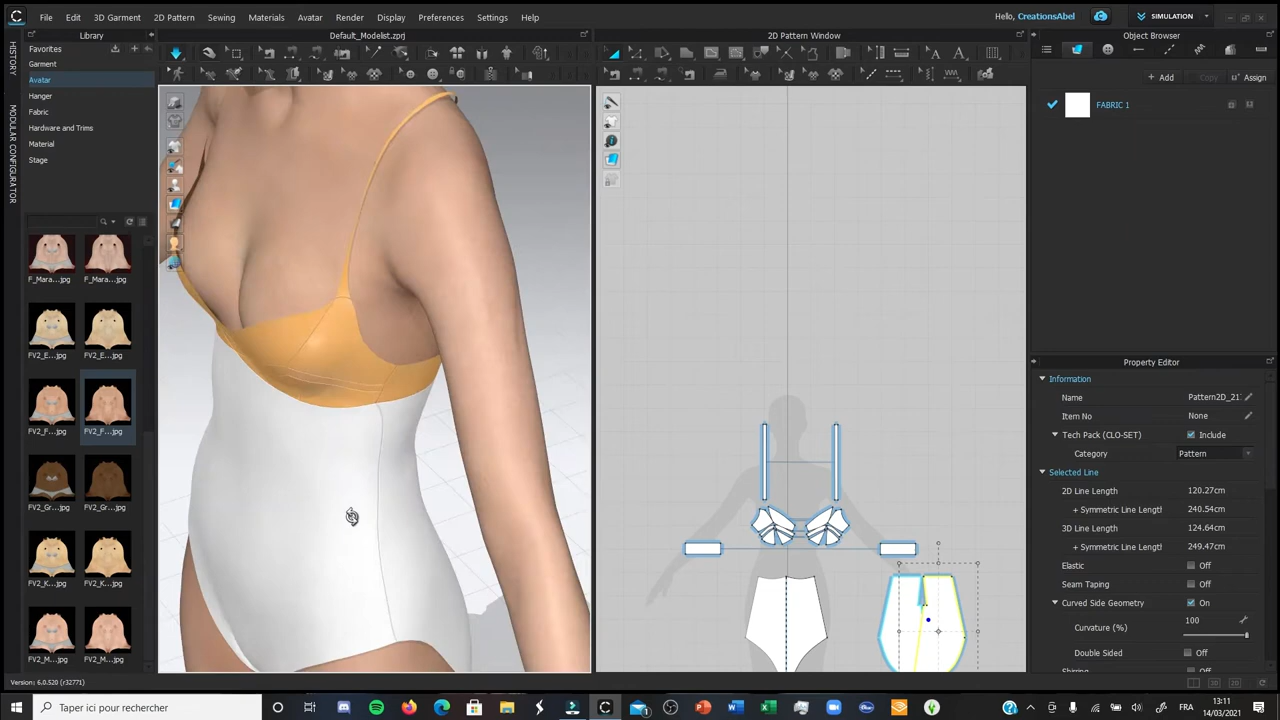 File Edit 3D Garment 2D Pattern Sewing Materials Avatar Render Display Preferences Settings Help
Hello, CreationsAbel
SIMULATION
HISTORY
MODULAR CONFIGURATOR
Library
Favorites
Garment
Avatar
Hanger
Fabric
Hardware and Trims
Material
Stage
F_Mara...jpg F_Mara...jpg
FV2_E...jpg FV2_E...jpg
FV2_F...jpg FV2_F...jpg
FV2_Gr...jpg FV2_Gr...jpg
FV2_K...jpg FV2_K...jpg
FV2_M...jpg FV2_M...jpg
Default_Modelist.zprj
2D Pattern Window
Object Browser
Add Copy Assign
FABRIC 1
Property Editor
Information
Name Pattern2D_21
Item No None
Tech Pack (CLO-SET) Include
Category Pattern
Selected Line
2D Line Length 120.27cm
+ Symmetric Line Lengtl 240.54cm
3D Line Length 124.64cm
+ Symmetric Line Lengtl 249.47cm
Elastic Off
Seam Taping Off
Curved Side Geometry On
Curvature (%) 100
Double Sided Off
Shirring Off
Version: 6.0.520 (r32771)
3D 2D
Taper ici pour rechercher
FRA
13:11
14/03/2021